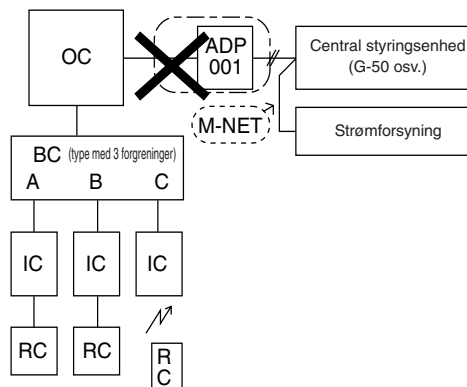 OC
ADP
001
Central styringsenhed
(G-50 osv.)
M-NET
Strømforsyning
BC (type med 3 forgreninger)
A B C
IC IC IC
RC RC R
C